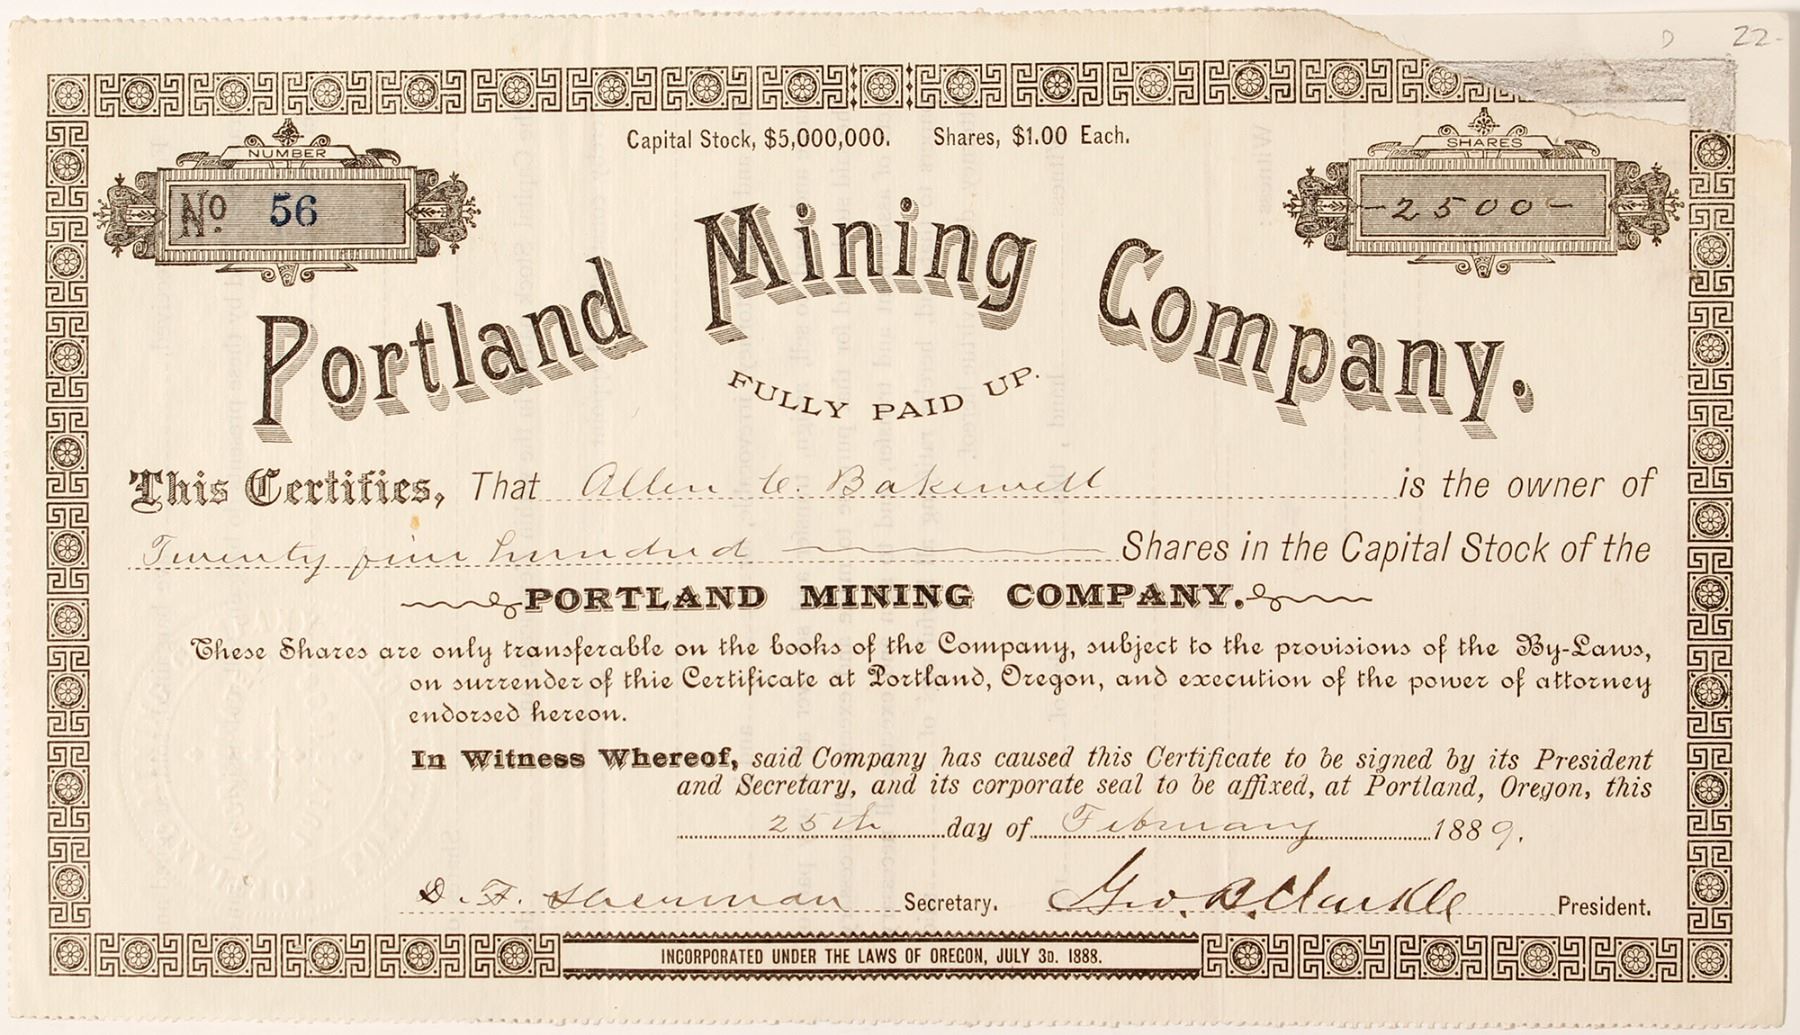 D 22-
Capital Stock, $5,000,000. Shares, $1.00 Each.
NUMBER
No. 56
SHARES
-2500-
Portland Mining Company.
FULLY PAID UP.
This Certifies, That Allen C. Bakewell is the owner of
Twenty five hundred Shares in the Capital Stock of the
PORTLAND MINING COMPANY.
These Shares are only transferable on the books of the Company, subject to the provisions of the By-Laws,
on surrender of thie Certificate at Portland, Oregon, and execution of the power of attorney
endorsed hereon.
In Witness Whereof, said Company has caused this Certificate to be signed by its President
and Secretary, and its corporate seal to be affixed, at Portland, Oregon, this
25th day of February 1889.
D. F. Sherman Secretary. Geo. B. Markle President.
INCORPORATED UNDER THE LAWS OF OREGON, JULY 3D. 1888.